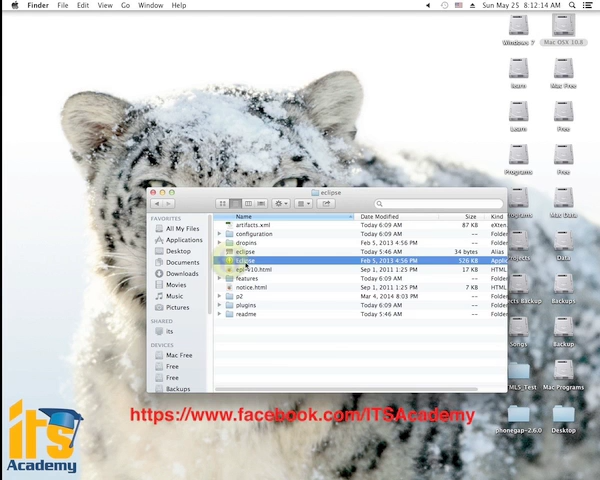 Finder File Edit View Go Window Help
Sun May 25 8:12:14 AM
Windows 7
Mac OSX 10.8
learn
Mac Free
Learn
Free
Programs
Free
eclipse
Name Date Modified Size Kind
FAVORITES
All My Files
Applications
Desktop
Documents
Downloads
Movies
Music
Pictures
SHARED
its
DEVICES
Mac Free
Free
Free
Backups
artifacts.xml Today 6:09 AM 87 KB
configuration Today 6:09 AM -- Folder
dropins Feb 5, 2013 4:56 PM -- Folder
eclipse Today 5:46 AM 34 bytes Alias
Eclipse Feb 5, 2013 4:56 PM 326 KB
epl-v10.html Sep 1, 2011 1:25 PM 17 KB HTML
features Today 6:09 AM -- Folder
notice.html Sep 1, 2011 1:25 PM 7 KB HTML
p2 Mar 4, 2014 8:03 PM -- Folder
plugins Today 6:09 AM -- Folder
readme Today 5:46 AM -- Folder
Mac Data
Data
Backups
Backup
Mac Programs
phonegap-2.6.0
Desktop
https://www.facebook.com/ITSAcademy
its
Academy